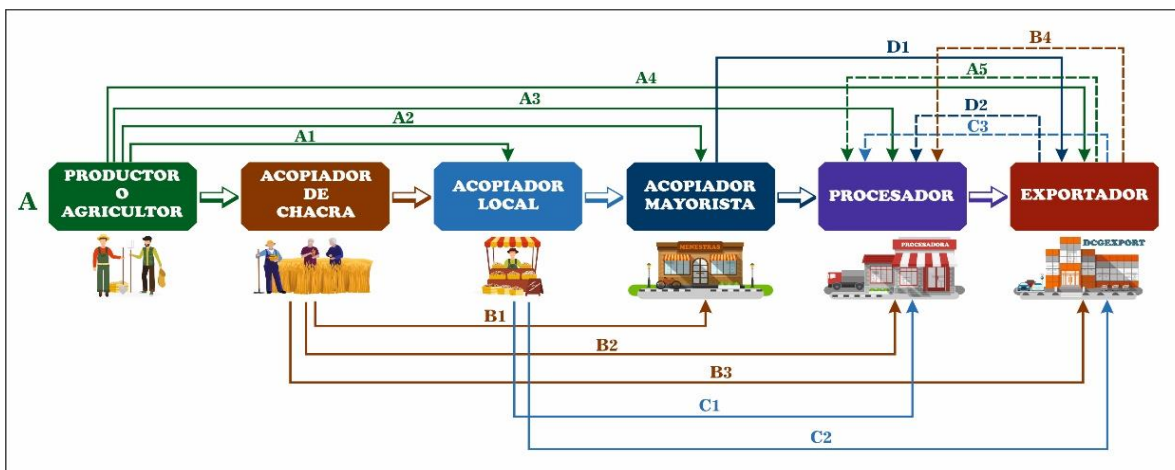 D1
B4
A4
A5
A3
D2
A2
C3
A1
A
PRODUCTOR
O
AGRICULTOR
ACOPIADOR
DE
CHACRA
ACOPIADOR
LOCAL
ACOPIADOR
MAYORISTA
PROCESADOR
EXPORTADOR
MENESTRAS
PROCESADORA
DCGEXPORT
B1
B2
B3
C1
C2